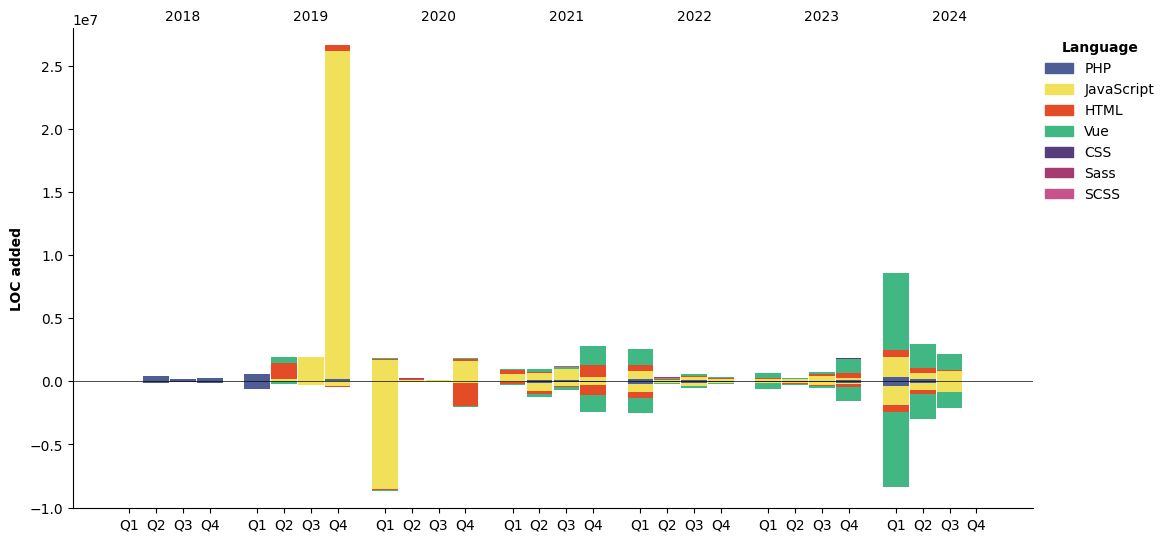 2018 2019 2020 2021 2022 2023 2024
1e7
2.5
2.0
1.5
1.0
0.5
0.0
−0.5
−1.0
LOC added
Q1 Q2 Q3 Q4 Q1 Q2 Q3 Q4 Q1 Q2 Q3 Q4 Q1 Q2 Q3 Q4 Q1 Q2 Q3 Q4 Q1 Q2 Q3 Q4 Q1 Q2 Q3 Q4
Language
PHP
JavaScript
HTML
Vue
CSS
Sass
SCSS